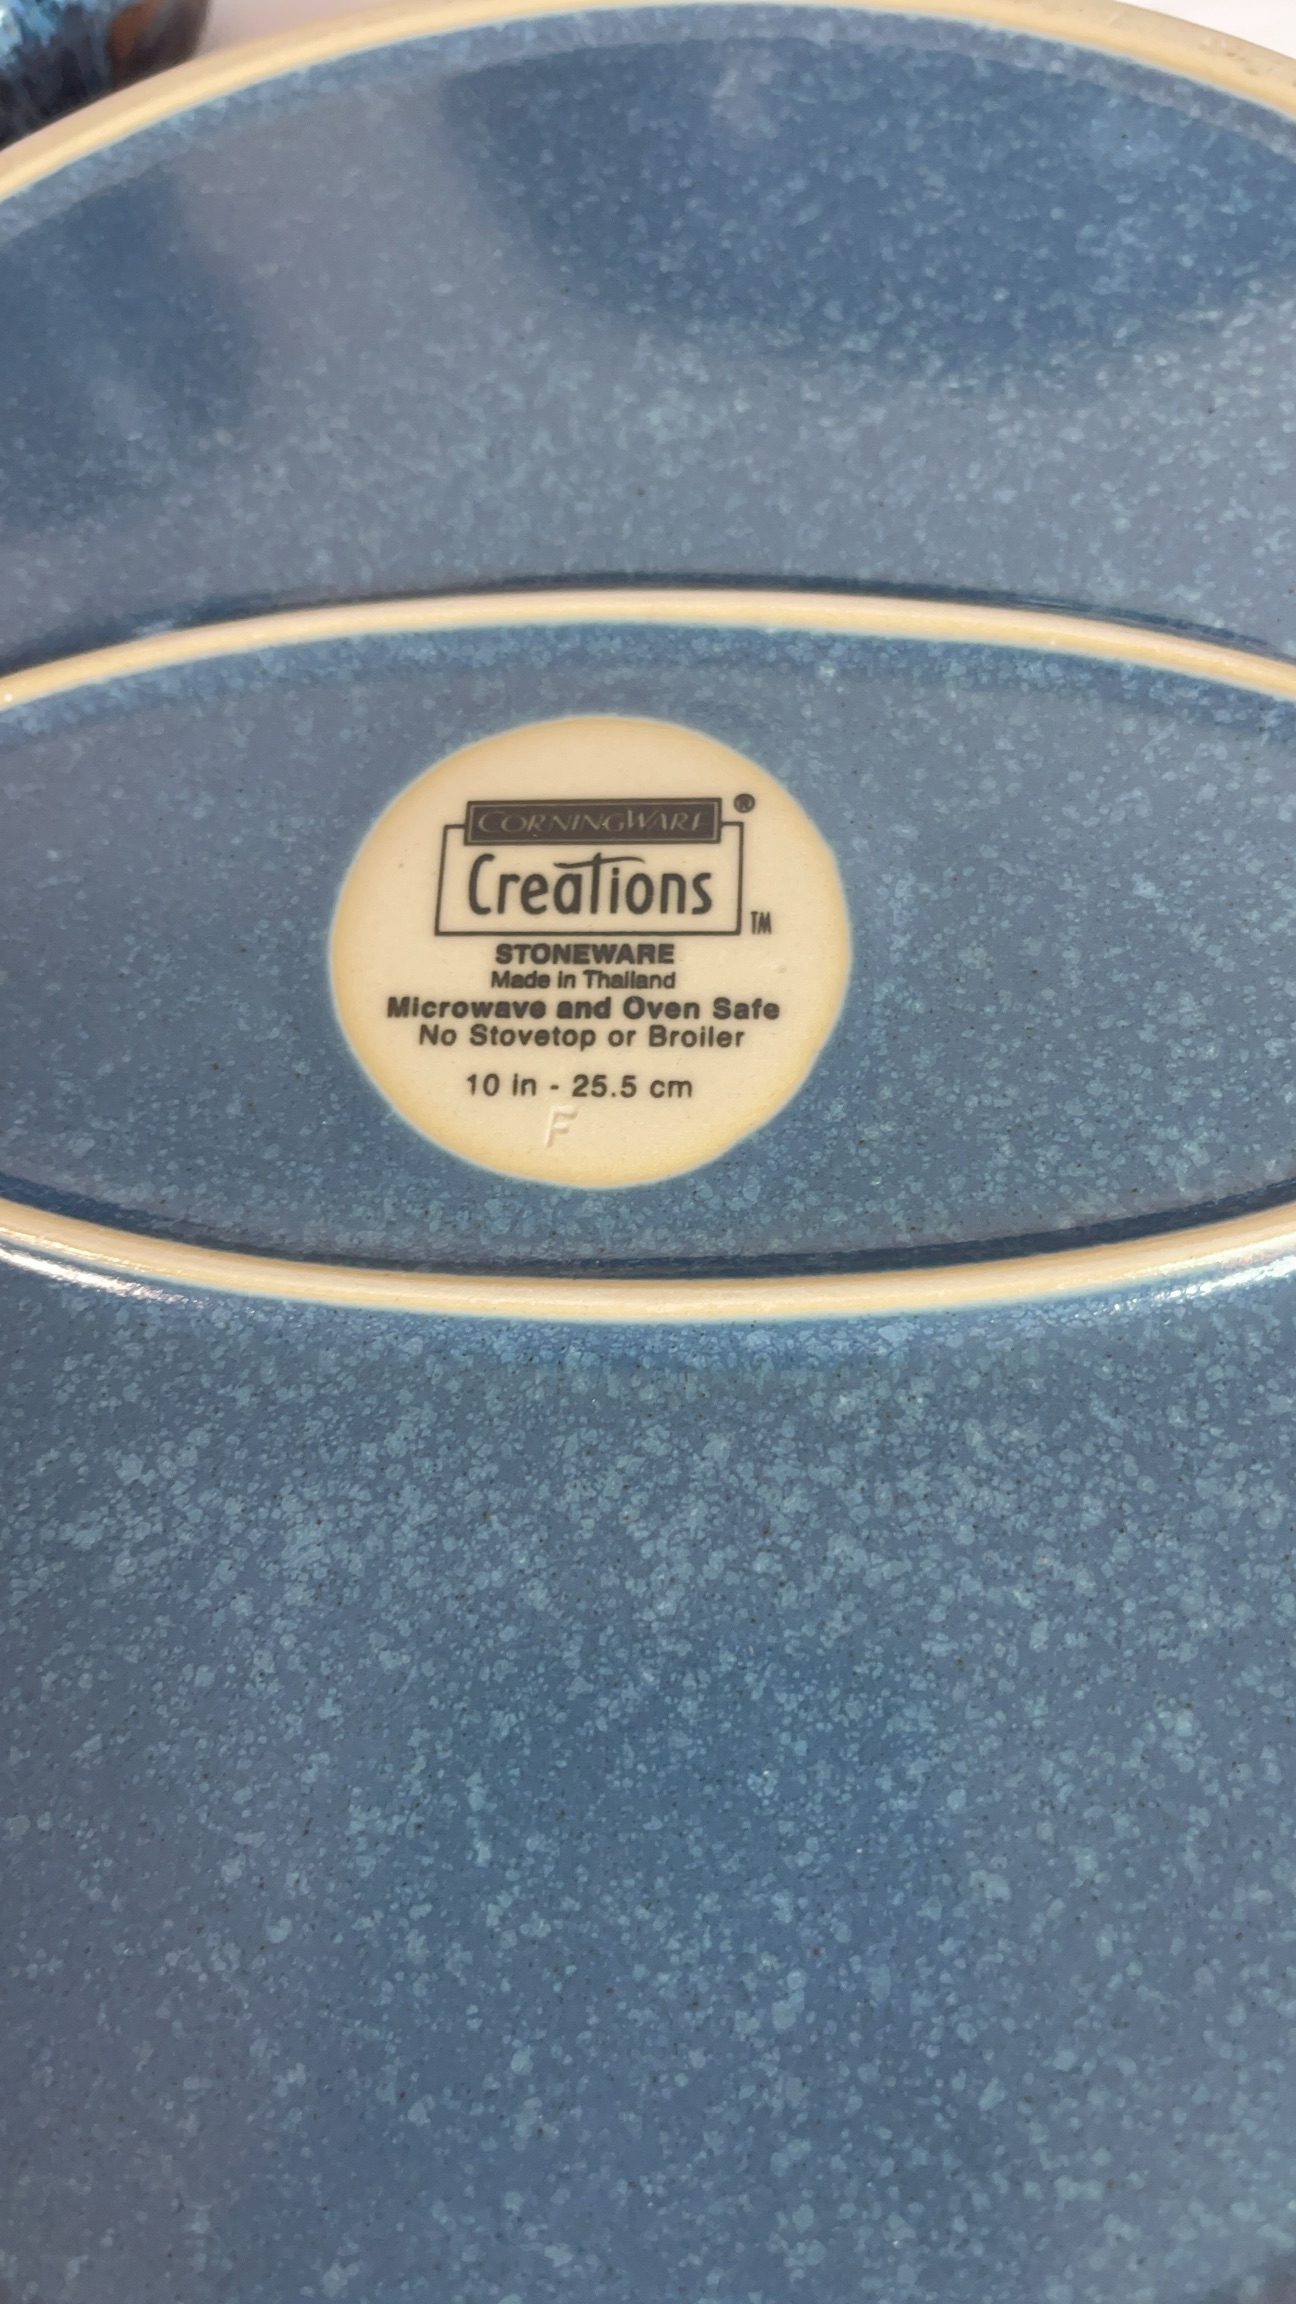 CORNINGWARE ®
Creations ™
STONEWARE
Made in Thailand
Microwave and Oven Safe
No Stovetop or Broiler
10 in - 25.5 cm
F